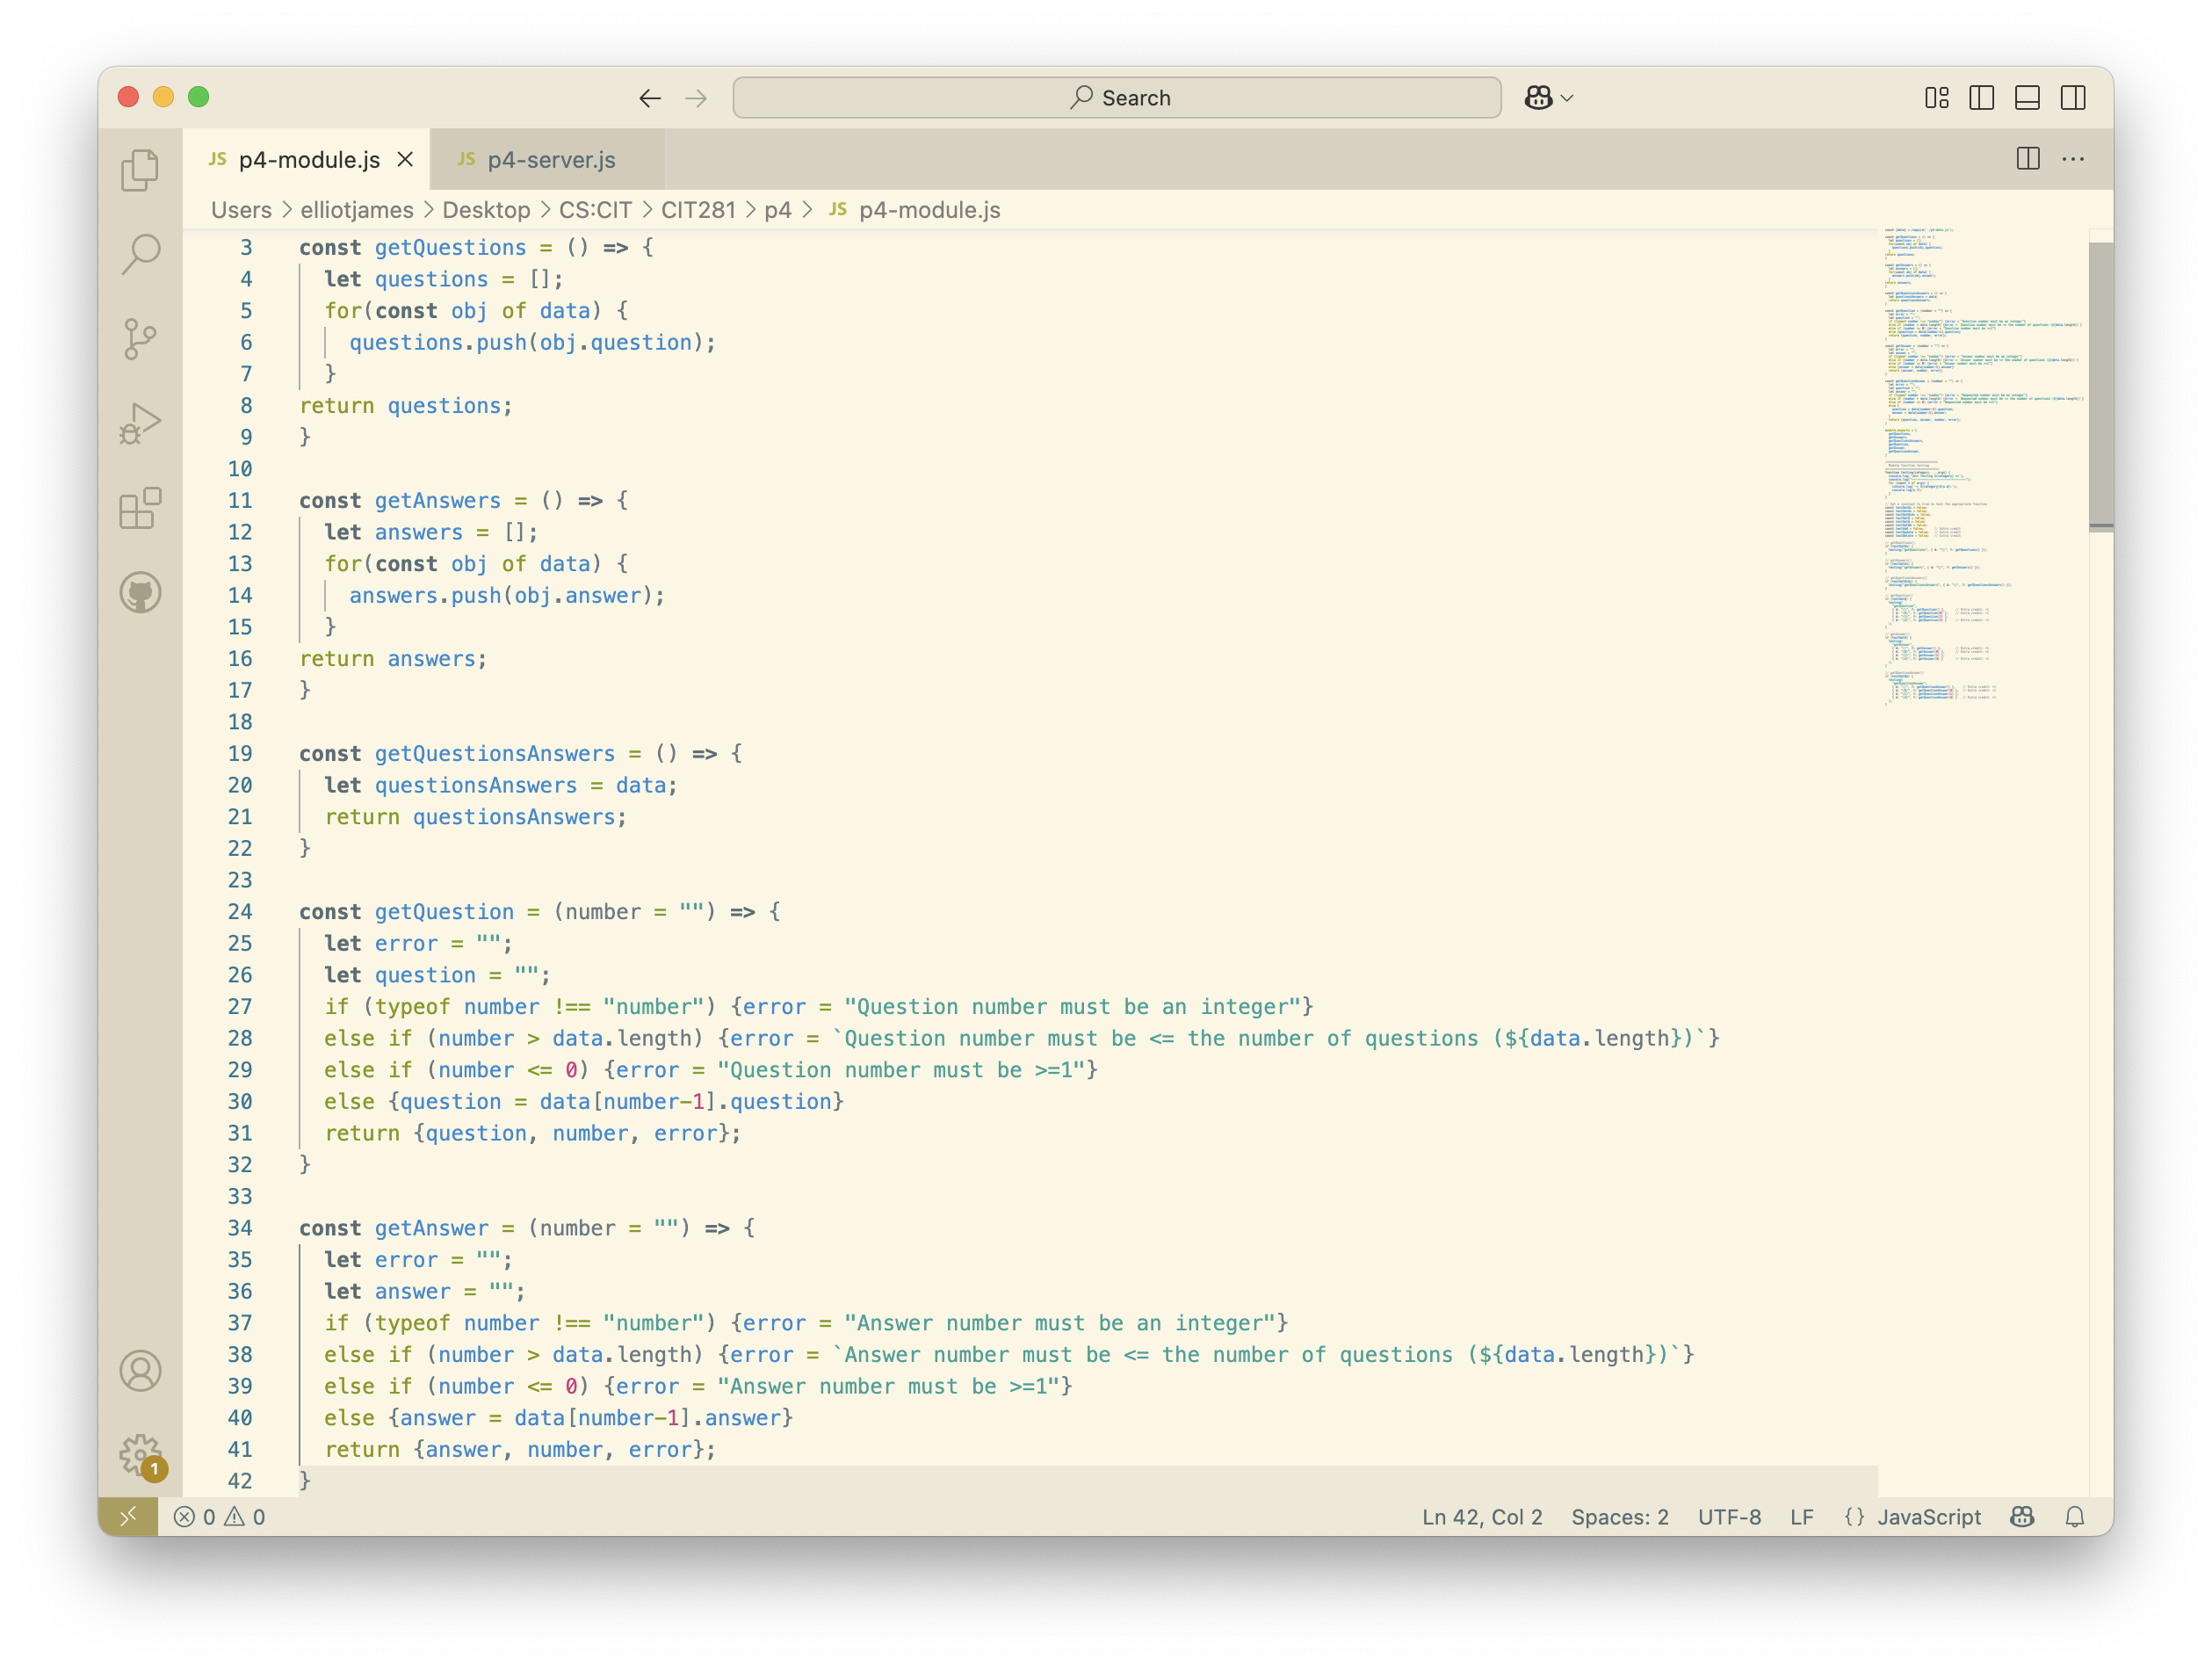 Search
JS p4-module.js
JS p4-server.js
Users > elliotjames > Desktop > CS:CIT > CIT281 > p4 > JS p4-module.js
3 const getQuestions = () => {
4   let questions = [];
5   for(const obj of data) {
6     questions.push(obj.question);
7   }
8 return questions;
9 }
10
11 const getAnswers = () => {
12   let answers = [];
13   for(const obj of data) {
14     answers.push(obj.answer);
15   }
16 return answers;
17 }
18
19 const getQuestionsAnswers = () => {
20   let questionsAnswers = data;
21   return questionsAnswers;
22 }
23
24 const getQuestion = (number = "") => {
25   let error = "";
26   let question = "";
27   if (typeof number !== "number") {error = "Question number must be an integer"}
28   else if (number > data.length) {error = `Question number must be <= the number of questions (${data.length})`}
29   else if (number <= 0) {error = "Question number must be >=1"}
30   else {question = data[number-1].question}
31   return {question, number, error};
32 }
33
34 const getAnswer = (number = "") => {
35   let error = "";
36   let answer = "";
37   if (typeof number !== "number") {error = "Answer number must be an integer"}
38   else if (number > data.length) {error = `Answer number must be <= the number of questions (${data.length})`}
39   else if (number <= 0) {error = "Answer number must be >=1"}
40   else {answer = data[number-1].answer}
41   return {answer, number, error};
42 }
1
0 0
Ln 42, Col 2
Spaces: 2
UTF-8
LF
{} JavaScript